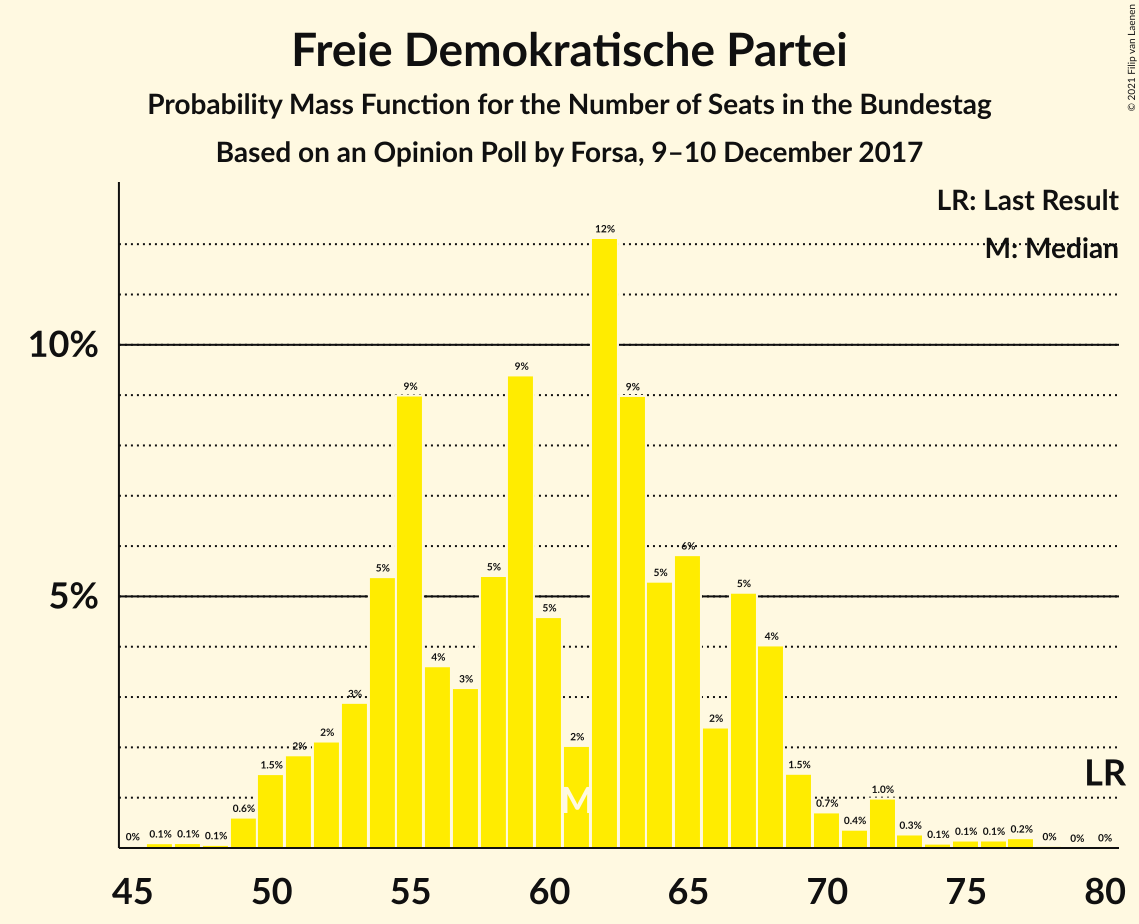 Freie Demokratische Partei
Probability Mass Function for the Number of Seats in the Bundestag
Based on an Opinion Poll by Forsa, 9–10 December 2017
© 2021 Filip van Laenen
LR: Last Result
M: Median
10%
5%
0% 0.1% 0.1% 0.1% 0.6% 1.5% 2% 2% 3% 5% 9% 4% 3% 5% 9% 5% 2% 12% 9% 5% 6% 2% 5% 4% 1.5% 0.7% 0.4% 1.0% 0.3% 0.1% 0.1% 0.1% 0.2% 0% 0% 0%
LR
M
45 50 55 60 65 70 75 80